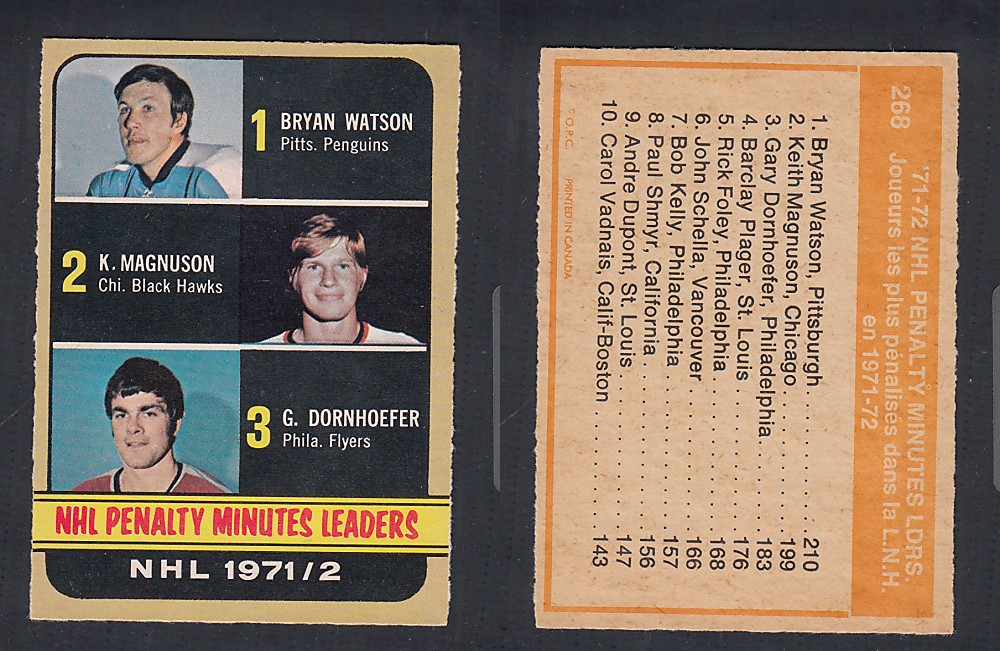 1 BRYAN WATSON
Pitts. Penguins
2 K. MAGNUSON
Chi. Black Hawks
3 G. DORNHOEFER
Phila. Flyers
NHL PENALTY MINUTES LEADERS
NHL 1971/2
268 '71-72 NHL PENALTY MINUTES LDRS.
Joueurs les plus pénalisés dans la L.N.H.
en 1971-72
1. Bryan Watson, Pittsburgh . . . . . . . . . . 210
2. Keith Magnuson, Chicago . . . . . . . . . . 199
3. Gary Dornhoefer, Philadelphia . . . . . . . 183
4. Barclay Plager, St. Louis . . . . . . . . . . . 176
5. Rick Foley, Philadelphia . . . . . . . . . . . . 168
6. John Schella, Vancouver . . . . . . . . . . . 166
7. Bob Kelly, Philadelphia . . . . . . . . . . . . 157
8. Paul Shmyr, California . . . . . . . . . . . . . 156
9. Andre Dupont, St. Louis . . . . . . . . . . . . 147
10. Carol Vadnais, Calif-Boston . . . . . . . . . 143
© O.P.C. PRINTED IN CANADA